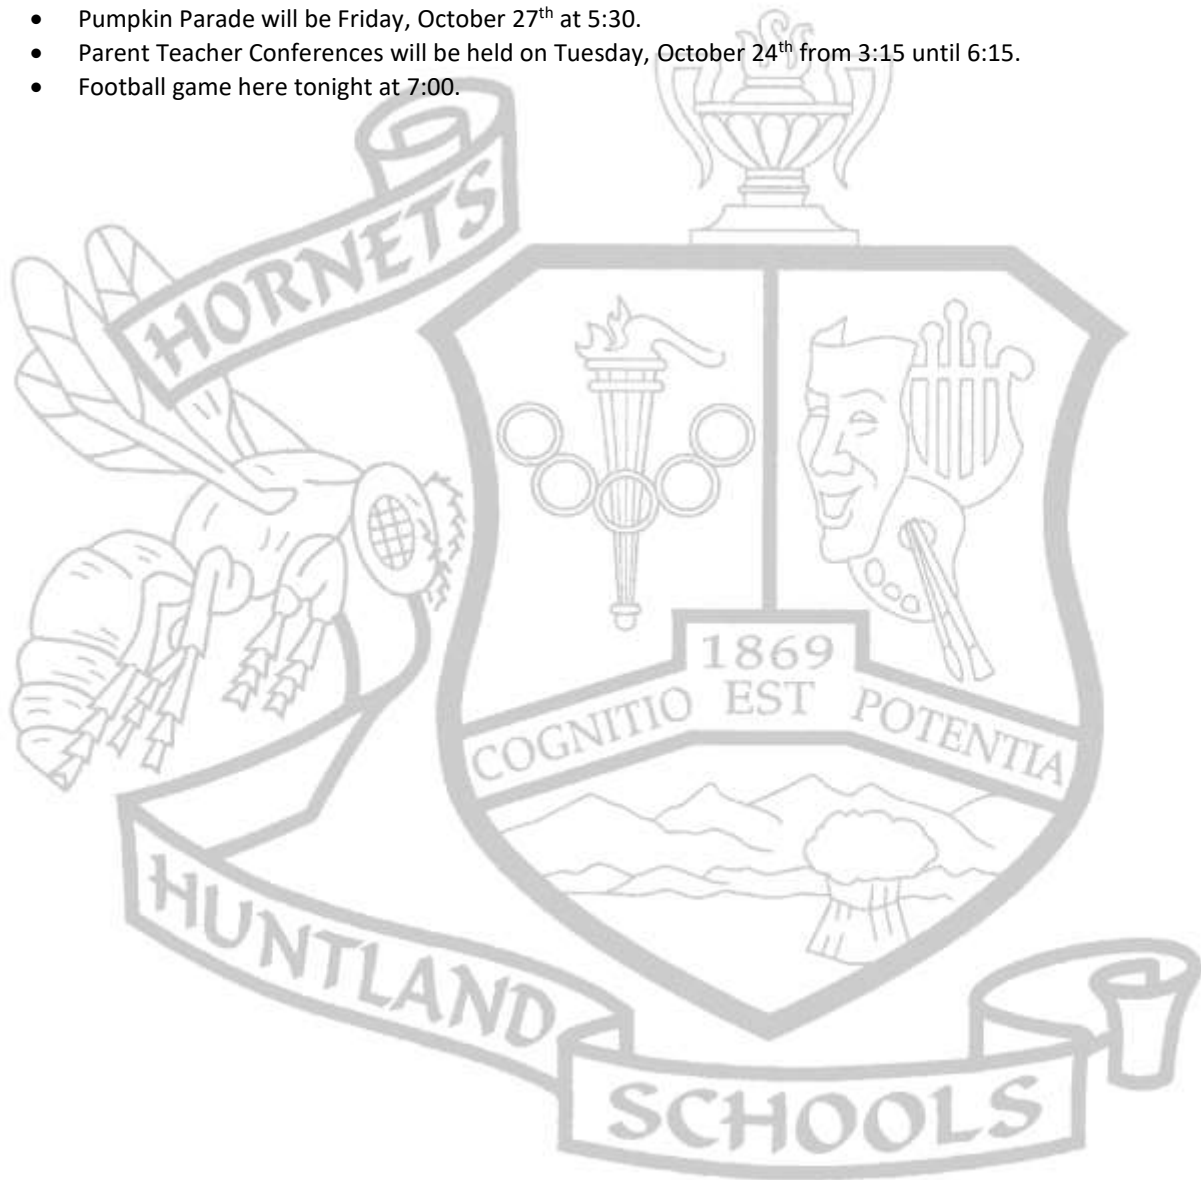 • Pumpkin Parade will be Friday, October 27th at 5:30.
• Parent Teacher Conferences will be held on Tuesday, October 24th from 3:15 until 6:15.
• Football game here tonight at 7:00.
HORNETS
1869
COGNITIO EST POTENTIA
HUNTLAND
SCHOOLS